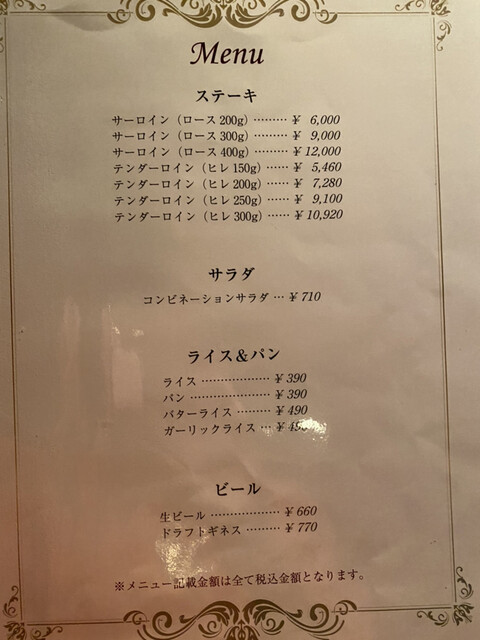 Menu
ステーキ
サーロイン（ロース 200g）……… ￥ 6,000
サーロイン（ロース 300g）……… ￥ 9,000
サーロイン（ロース 400g）……… ￥ 12,000
テンダーロイン（ヒレ 150g）…… ￥ 5,460
テンダーロイン（ヒレ 200g）…… ￥ 7,280
テンダーロイン（ヒレ 250g）…… ￥ 9,100
テンダーロイン（ヒレ 300g）…… ￥ 10,920
サラダ
コンビネーションサラダ … ￥ 710
ライス＆パン
ライス ……………… ￥ 390
パン ………………… ￥ 390
バターライス ……… ￥ 490
ガーリックライス … ￥ 490
ビール
生ビール ……………… ￥ 660
ドラフトギネス ……… ￥ 770
※メニュー記載金額は全て税込金額となります。